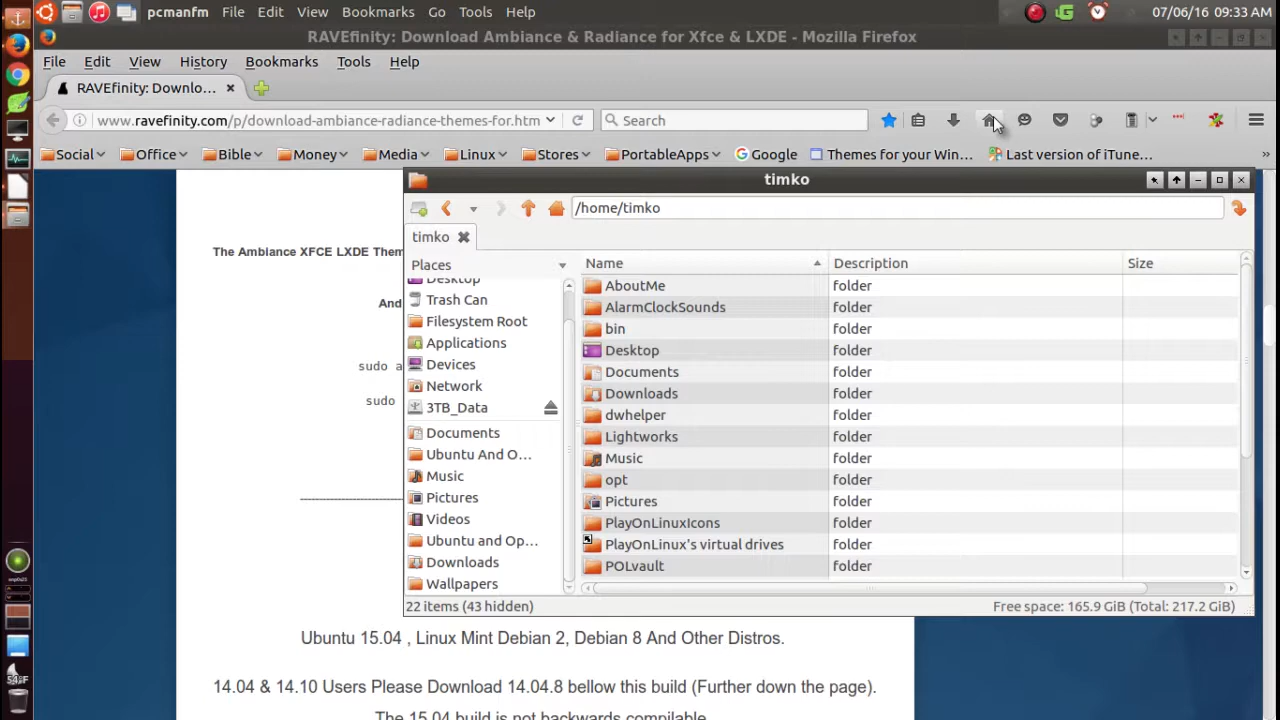 pcmanfm File Edit View Bookmarks Go Tools Help 07/06/16 09:33 AM
RAVEfinity: Download Ambiance & Radiance for Xfce & LXDE - Mozilla Firefox
File Edit View History Bookmarks Tools Help
RAVEfinity: Downlo...
www.ravefinity.com/p/download-ambiance-radiance-themes-for.htm Search
Social Office Bible Money Media Linux Stores PortableApps Google Themes for your Win... Last version of iTune... »
timko
/home/timko
timko
The Ambiance XFCE LXDE Them
And
sudo a
sudo
Places
Desktop
Trash Can
Filesystem Root
Applications
Devices
Network
3TB_Data
Documents
Ubuntu And O...
Music
Pictures
Videos
Ubuntu and Op...
Downloads
Wallpapers
Name Description Size
AboutMe folder
AlarmClockSounds folder
bin folder
Desktop folder
Documents folder
Downloads folder
dwhelper folder
Lightworks folder
Music folder
opt folder
Pictures folder
PlayOnLinuxIcons folder
PlayOnLinux's virtual drives folder
POLvault folder
22 items (43 hidden) Free space: 165.9 GiB (Total: 217.2 GiB)
Ubuntu 15.04 , Linux Mint Debian 2, Debian 8 And Other Distros.
14.04 & 14.10 Users Please Download 14.04.8 bellow this build (Further down the page).
The 15.04 build is not backwards compilable
54°F